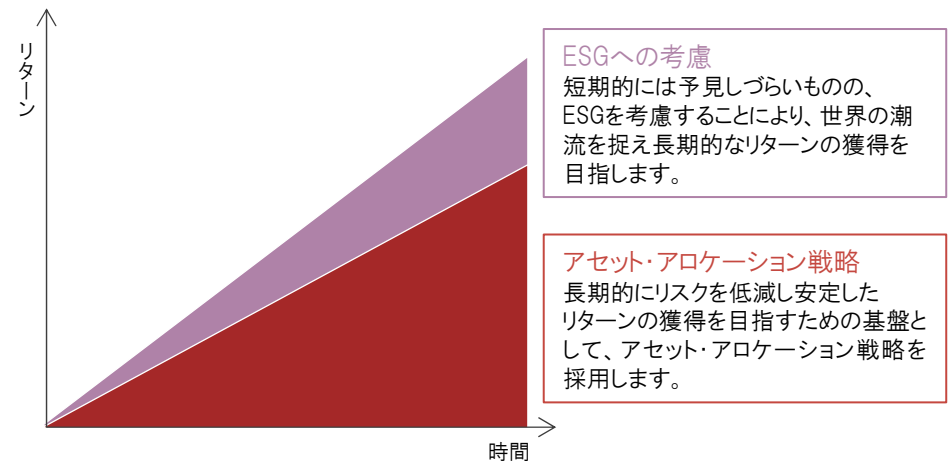 リターン
ESGへの考慮
短期的には予見しづらいものの、
ESGを考慮することにより、世界の潮
流を捉え長期的なリターンの獲得を
目指します。
アセット・アロケーション戦略
長期的にリスクを低減し安定した
リターンの獲得を目指すための基盤と
して、アセット・アロケーション戦略を
採用します。
時間